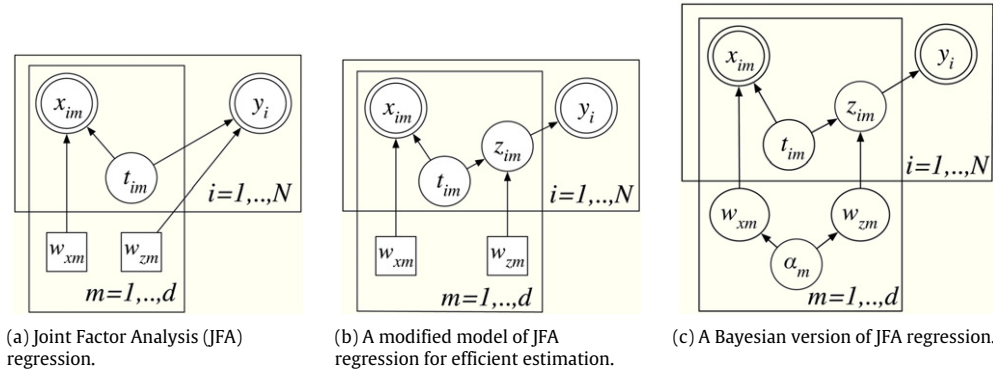 x_im
y_i
t_im
i=1,..,N
w_xm
w_zm
m=1,..,d
(a) Joint Factor Analysis (JFA)
regression.
x_im
y_i
z_im
t_im
i=1,..,N
w_xm
w_zm
m=1,..,d
(b) A modified model of JFA
regression for efficient estimation.
x_im
y_i
z_im
t_im
i=1,..,N
w_xm
w_zm
α_m
m=1,..,d
(c) A Bayesian version of JFA regression.